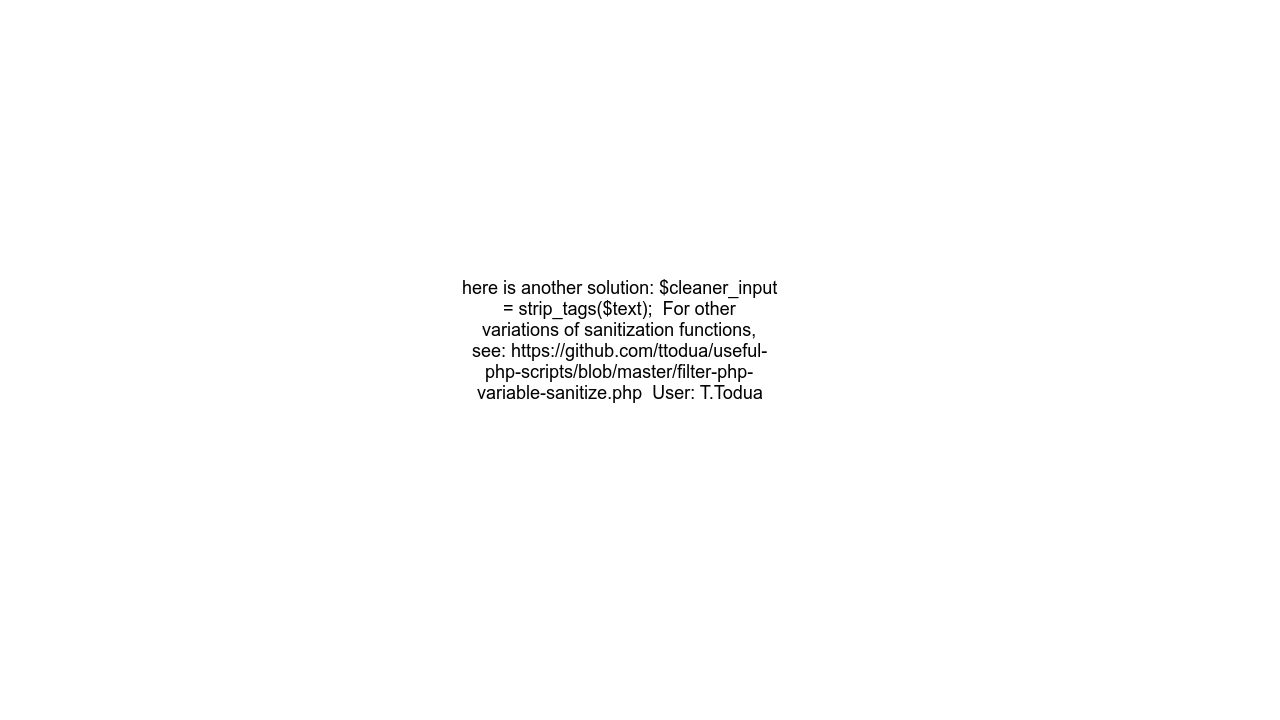 here is another solution: $cleaner_input
= strip_tags($text);  For other
variations of sanitization functions,
see: https://github.com/ttodua/useful-
php-scripts/blob/master/filter-php-
variable-sanitize.php  User: T.Todua